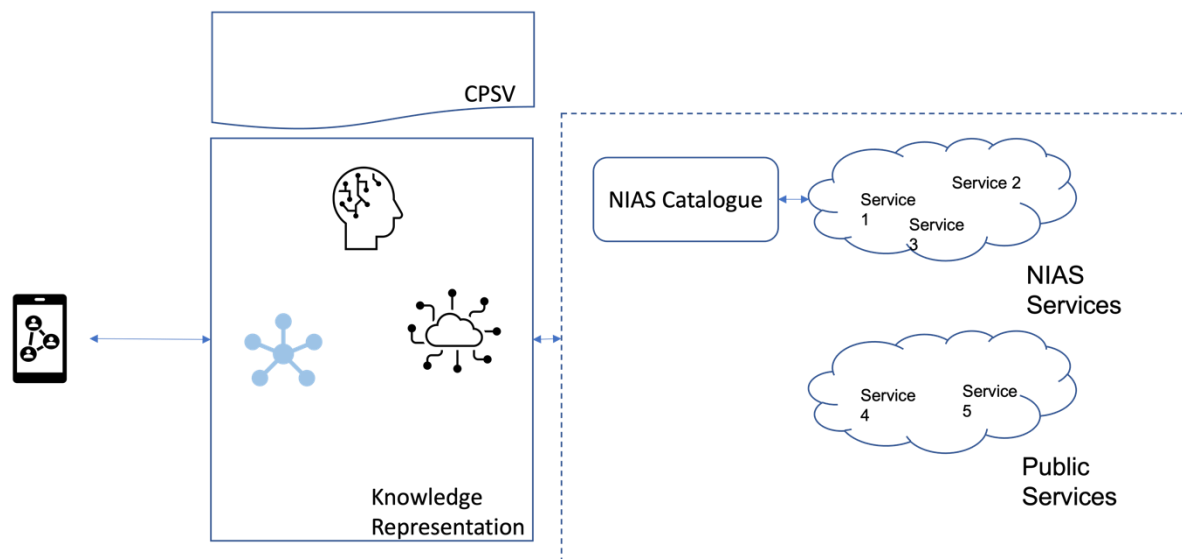 CPSV
NIAS Catalogue
Service 2
Service
1
Service
3
NIAS
Services
Service
4
Service
5
Public
Services
Knowledge
Representation